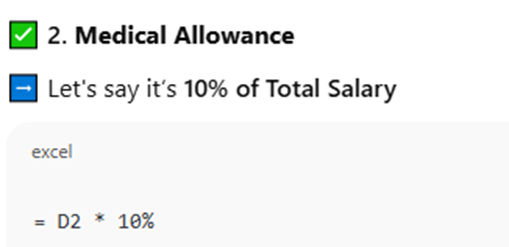 ✅ 2. Medical Allowance
➡ Let's say it's 10% of Total Salary
excel
= D2 * 10%